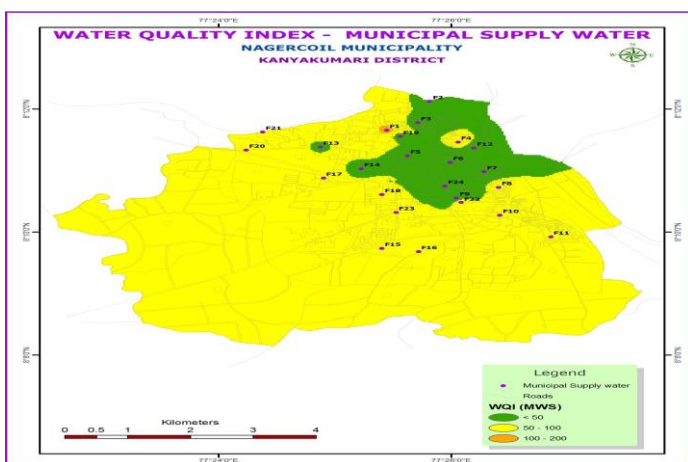 77°24'0"E 77°26'0"E
WATER QUALITY INDEX - MUNICIPAL SUPPLY WATER
NAGERCOIL MUNICIPALITY
KANYAKUMARI DISTRICT
N
W E
S
F2
F3
F1
F21
F19
F4
F13
F12
F20
F5
F6
F14
F7
F17
F24
F8
F18
F9
F22
F23
F10
F11
F15
F16
Legend
Municipal Supply water
Roads
WQI (MWS)
< 50
50 - 100
100 - 200
Kilometers
0 0.5 1 2 3 4
77°24'0"E 77°26'0"E